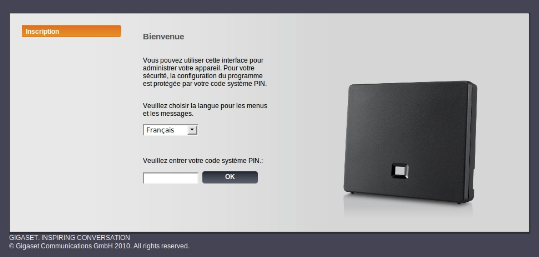 Inscription
Bienvenue
Vous pouvez utiliser cette interface pour
administrer votre appareil. Pour votre
sécurité, la configuration du programme
est protégée par votre code système PIN.
Veuillez choisir la langue pour les menus
et les messages.
Français
Veuillez entrer votre code système PIN.:
OK
GIGASET. INSPIRING CONVERSATION
© Gigaset Communications GmbH 2010. All rights reserved.